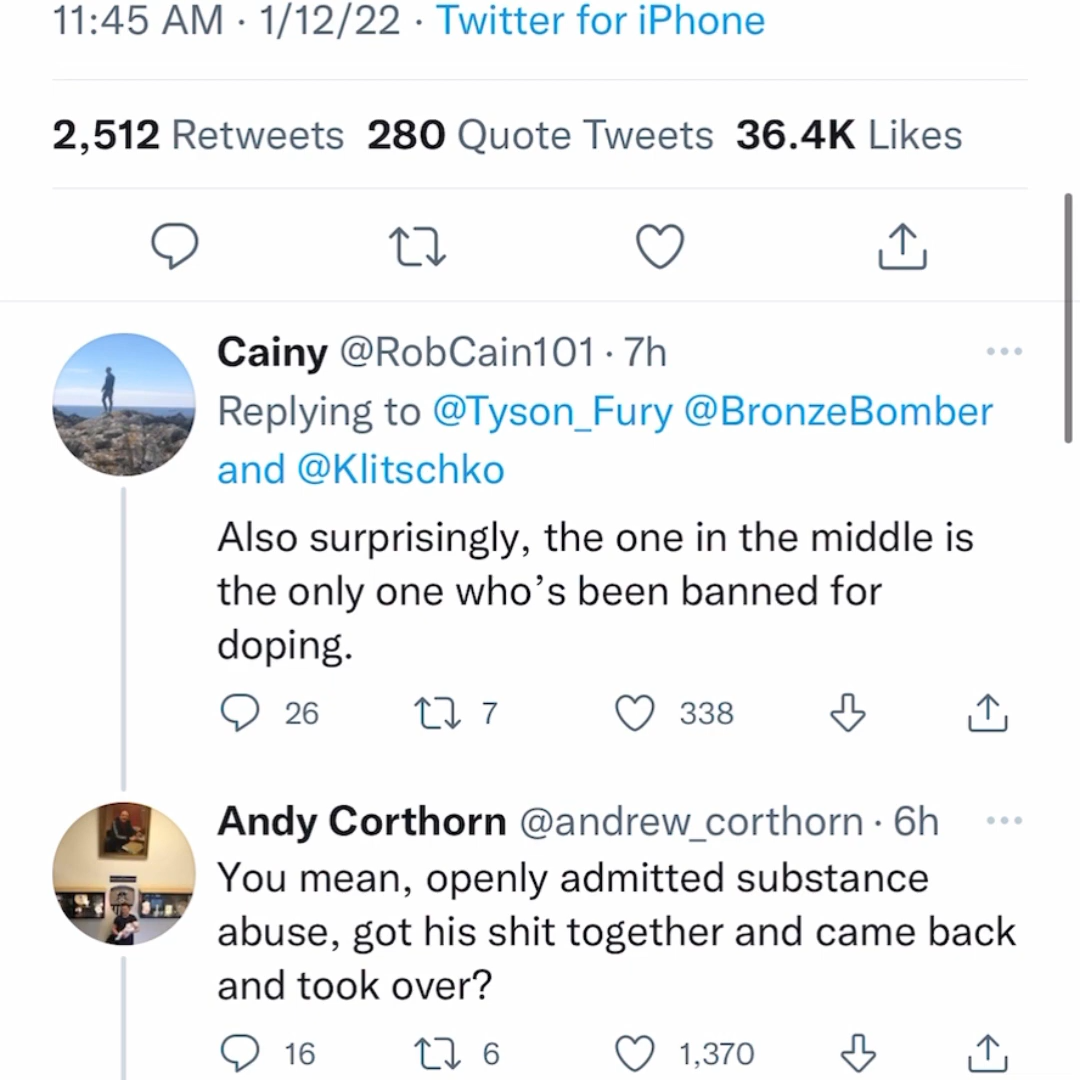 11:45 AM · 1/12/22 · Twitter for iPhone
2,512 Retweets 280 Quote Tweets 36.4K Likes
Cainy @RobCain101 · 7h
Replying to @Tyson_Fury @BronzeBomber
and @Klitschko
Also surprisingly, the one in the middle is
the only one who’s been banned for
doping.
26 7 338
Andy Corthorn @andrew_corthorn · 6h
You mean, openly admitted substance
abuse, got his shit together and came back
and took over?
16 6 1,370